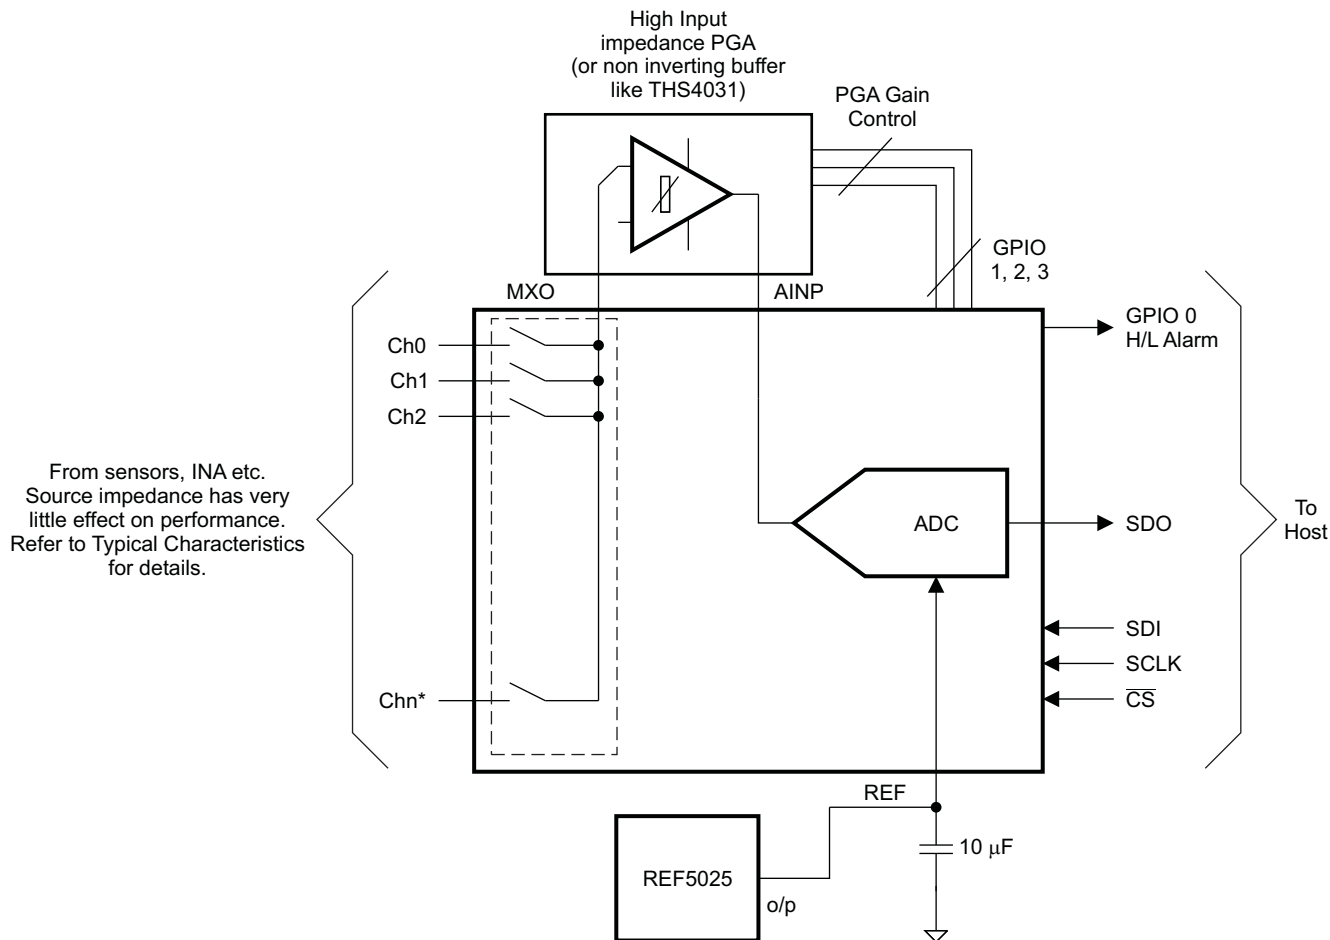 High Input
impedance PGA
(or non inverting buffer
like THS4031)
PGA Gain
Control
GPIO
1, 2, 3
MXO
AINP
GPIO 0
H/L Alarm
Ch0
Ch1
Ch2
From sensors, INA etc.
Source impedance has very
little effect on performance.
Refer to Typical Characteristics
for details.
ADC
SDO
To
Host
SDI
SCLK
Chn*
C̅S̅
REF
10 μF
REF5025
o/p